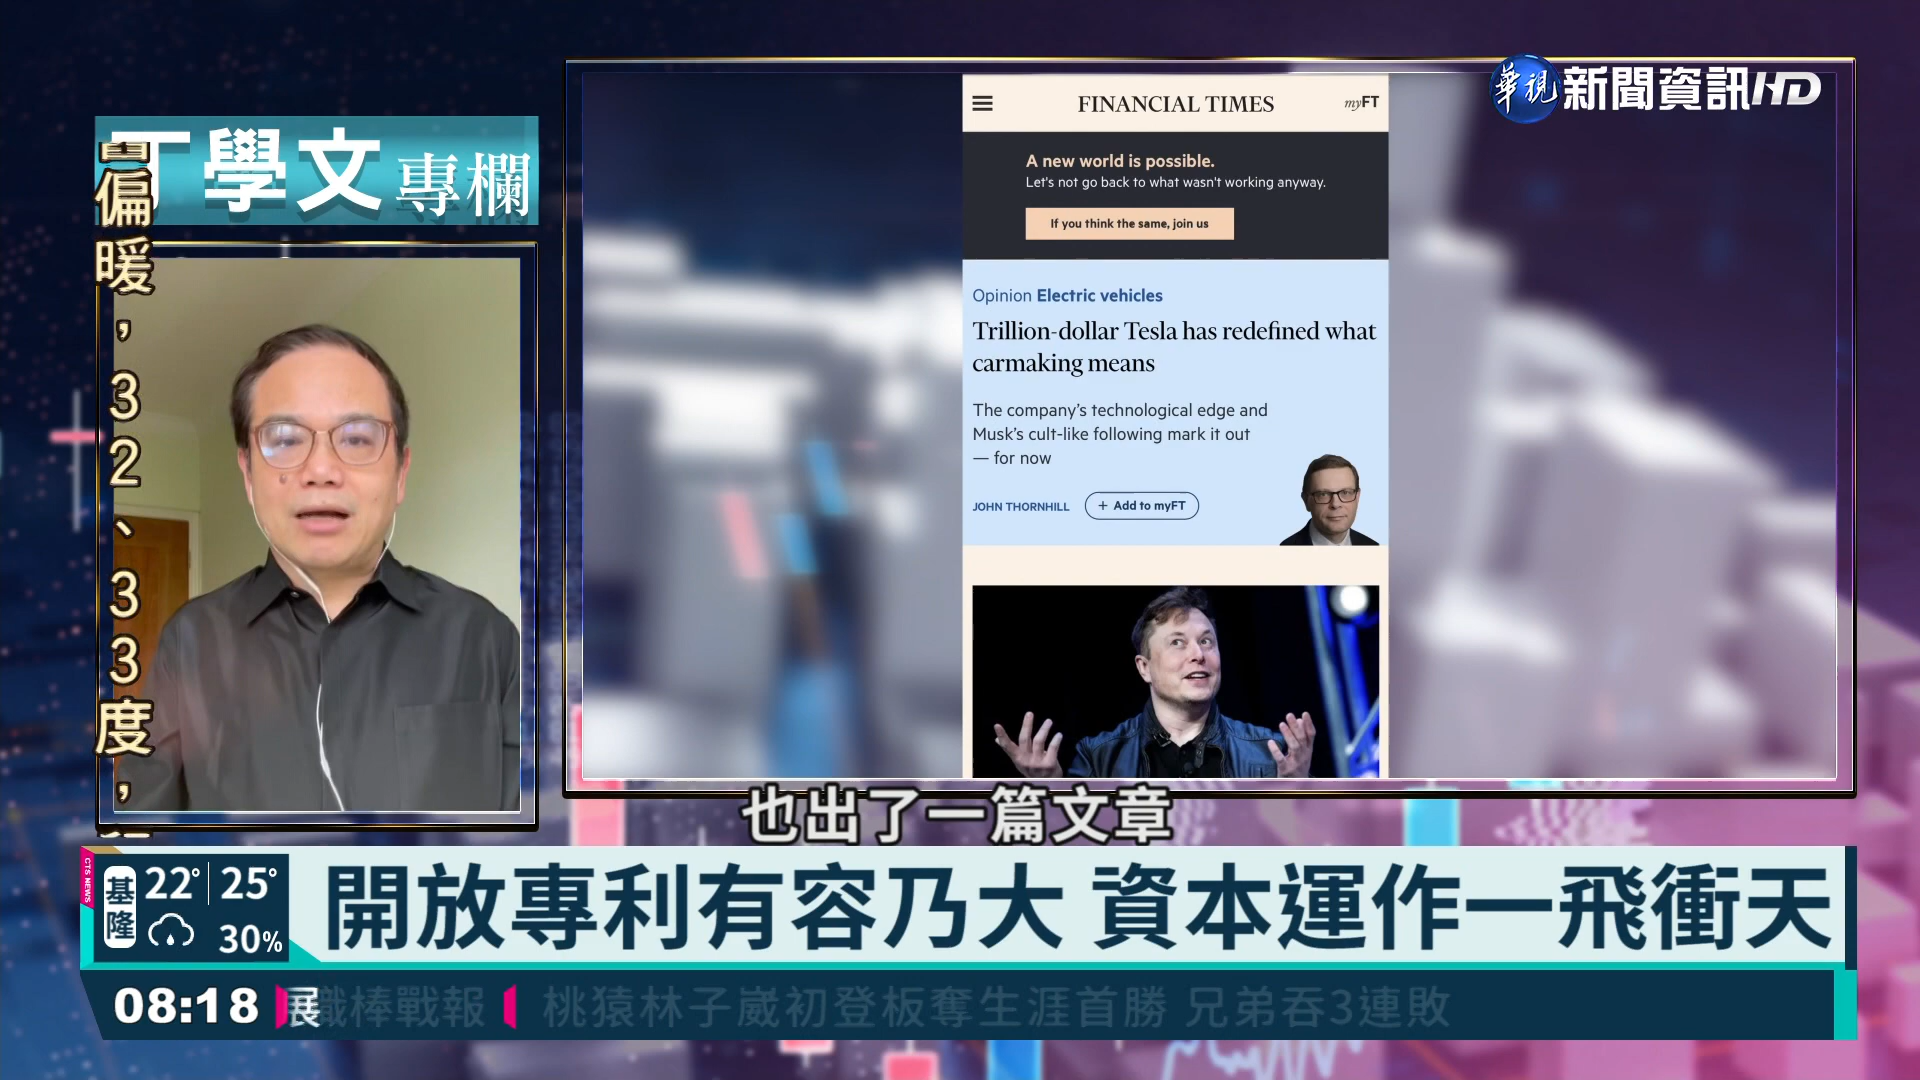 華視新聞資訊HD
丁學文專欄
偏暖，32、33度，
FINANCIAL TIMES
myFT
A new world is possible.
Let's not go back to what wasn't working anyway.
If you think the same, join us
Opinion Electric vehicles
Trillion-dollar Tesla has redefined what
carmaking means
The company's technological edge and
Musk's cult-like following mark it out
— for now
JOHN THORNHILL
+ Add to myFT
也出了一篇文章
CTS NEWS
基隆
22° 25°
30%
開放專利有容乃大 資本運作一飛衝天
08:18
職棒戰報
桃猿林子崴初登板奪生涯首勝 兄弟吞3連敗